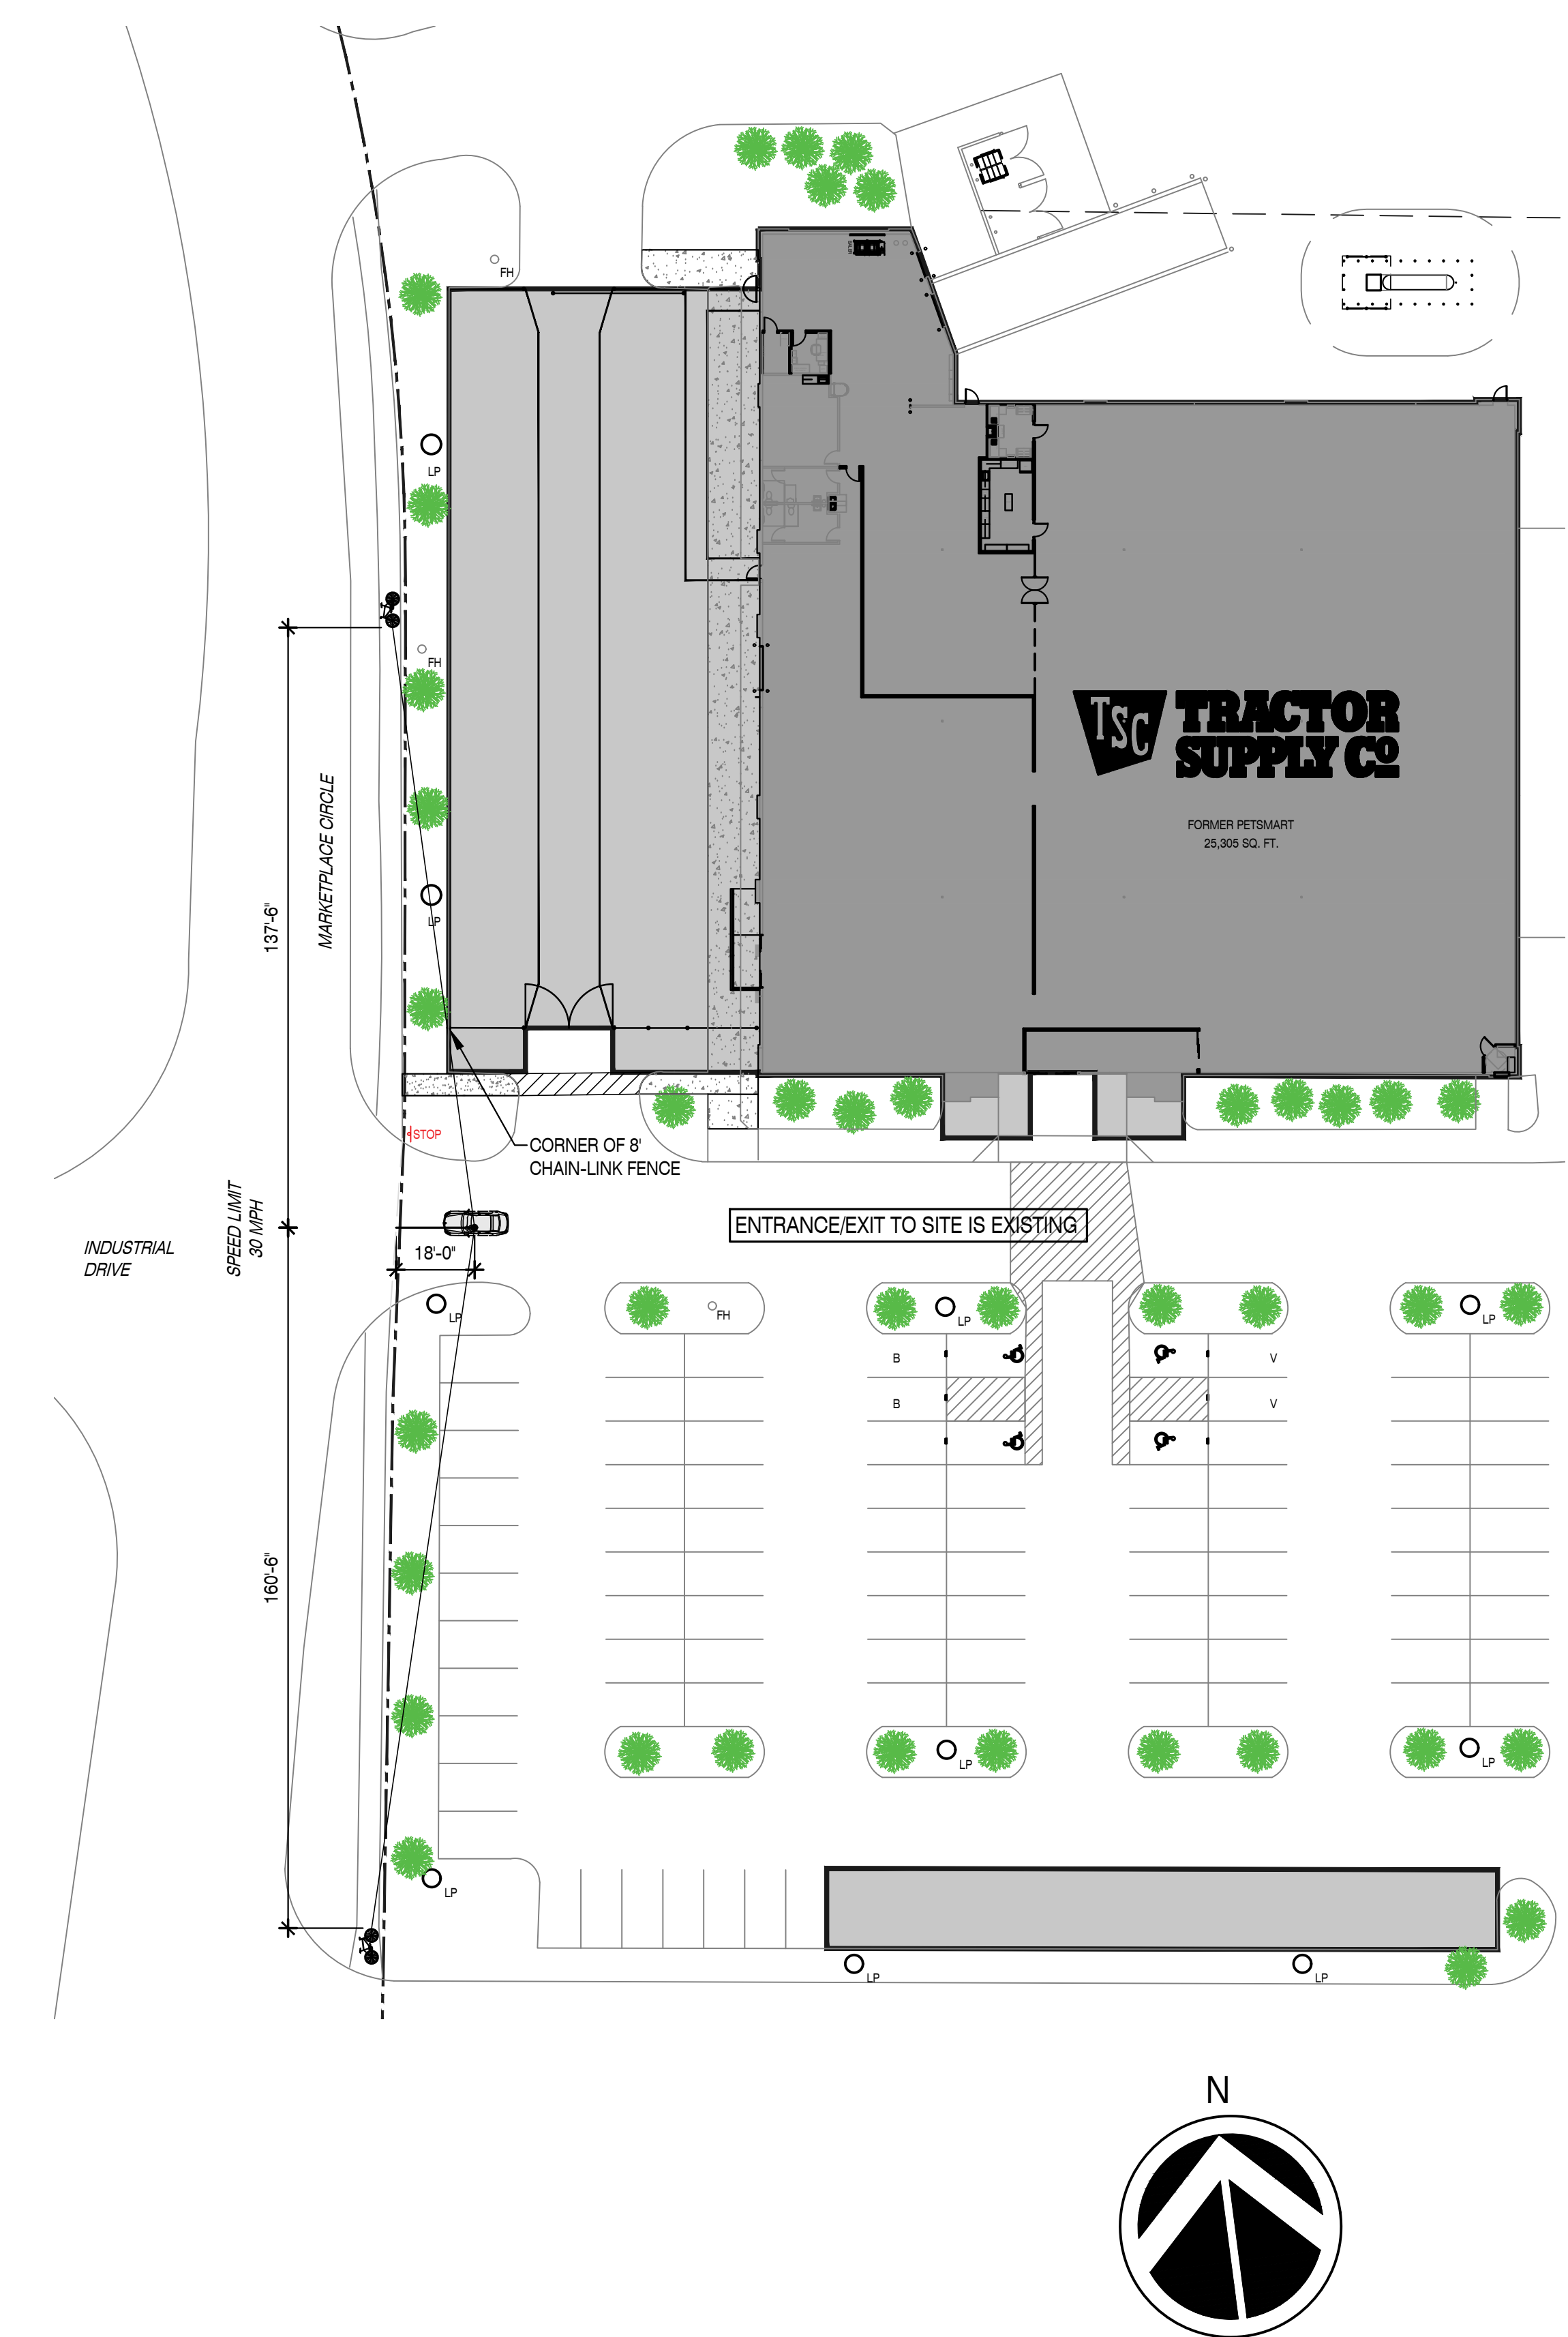 FH
LP
FH
TSC
TRACTOR
SUPPLY CO
FORMER PETSMART
25,305 SQ. FT.
MARKETPLACE CIRCLE
137'-6"
LP
STOP
CORNER OF 8'
CHAIN-LINK FENCE
SPEED LIMIT
30 MPH
ENTRANCE/EXIT TO SITE IS EXISTING
INDUSTRIAL
DRIVE
18'-0"
LP
FH
LP
LP
B
V
B
V
160'-6"
LP
LP
LP
LP
LP
N